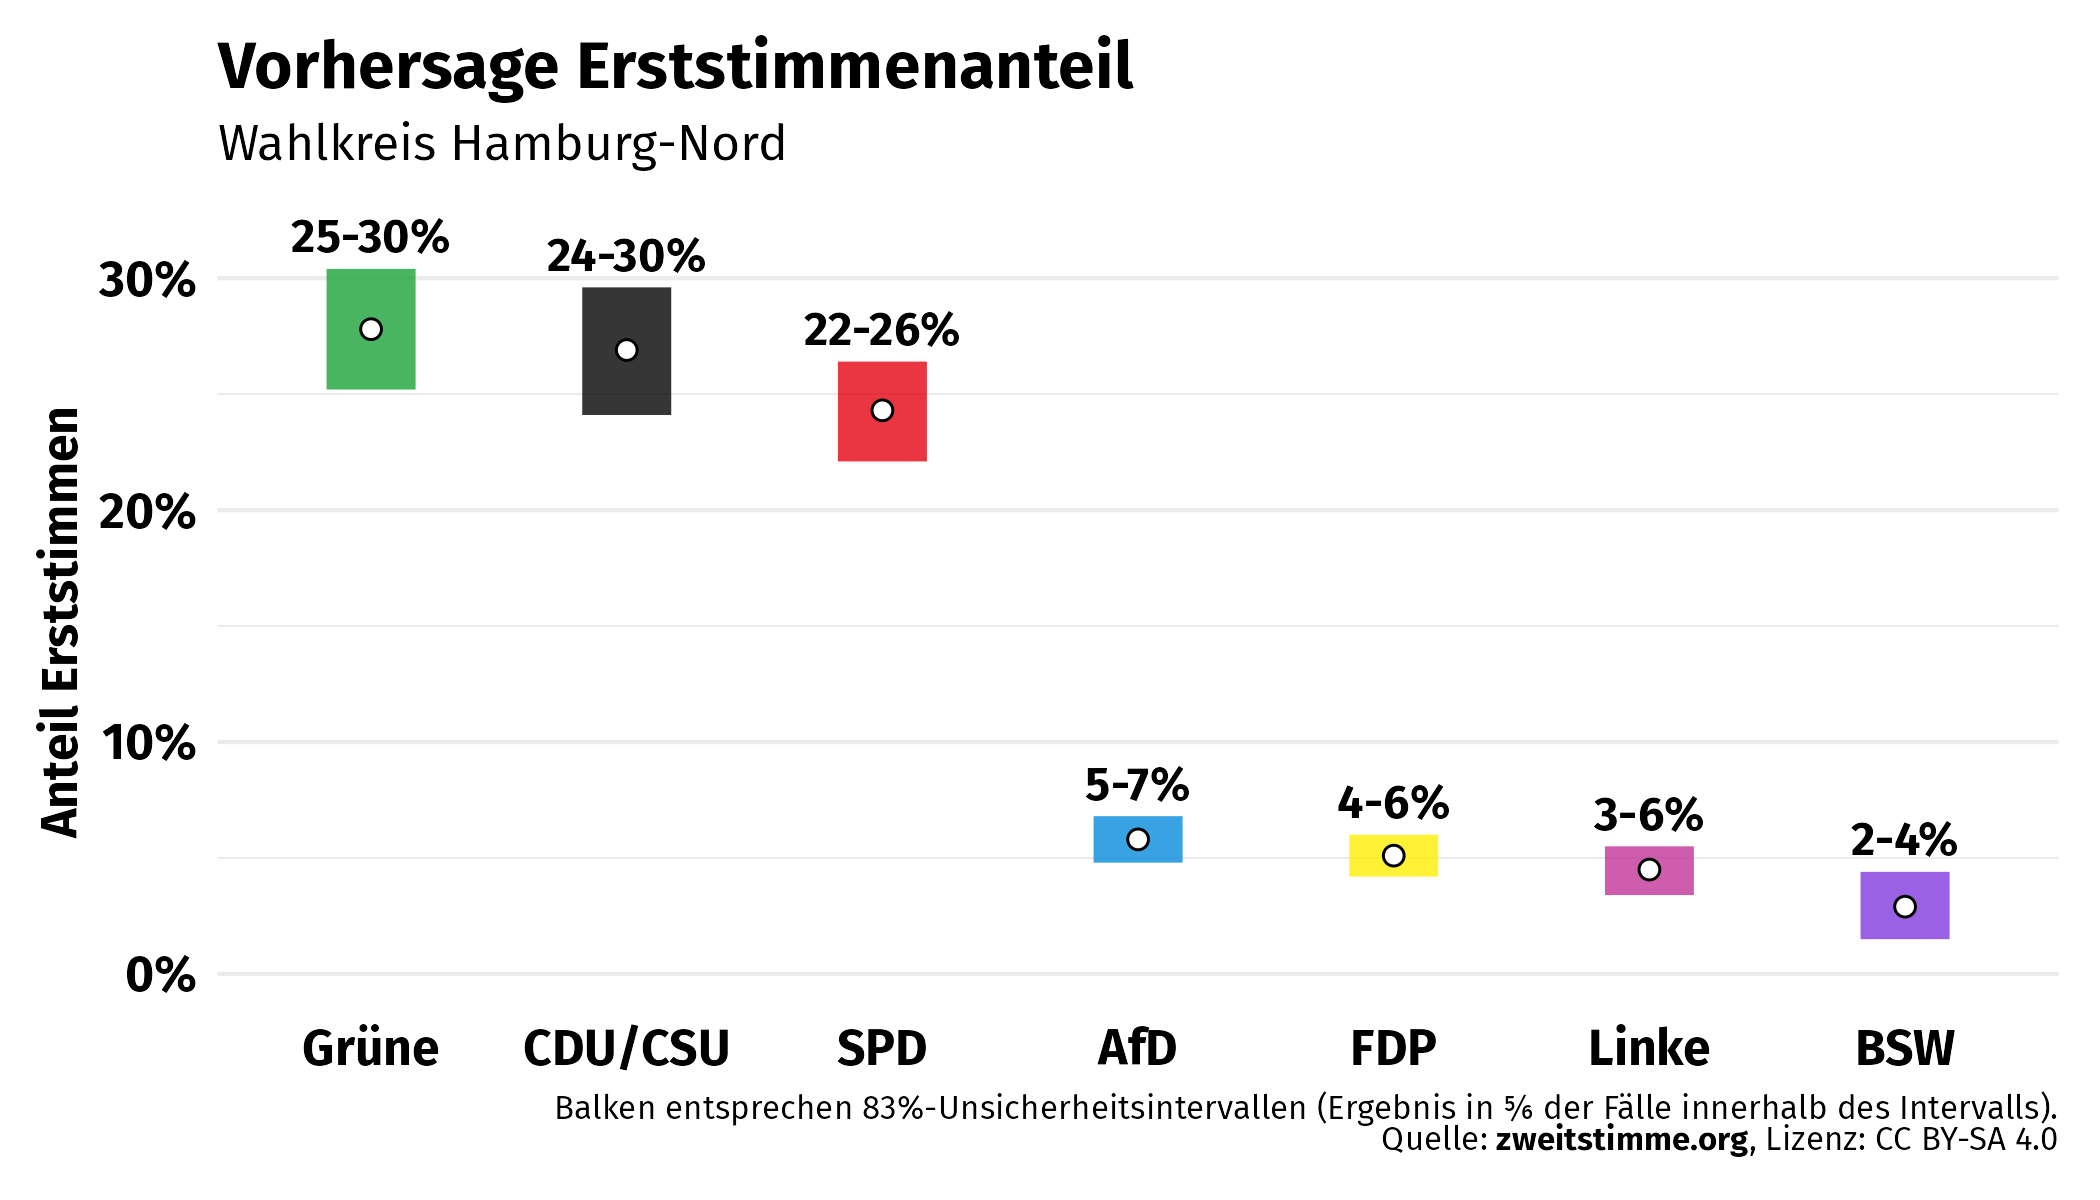 Vorhersage Erststimmenanteil
Wahlkreis Hamburg-Nord
25-30%
24-30%
22-26%
5-7%
4-6%
3-6%
2-4%
30%
20%
10%
0%
Anteil Erststimmen
Grüne
CDU/CSU
SPD
AfD
FDP
Linke
BSW
Balken entsprechen 83%-Unsicherheitsintervallen (Ergebnis in ⅚ der Fälle innerhalb des Intervalls).
Quelle: zweitstimme.org, Lizenz: CC BY-SA 4.0